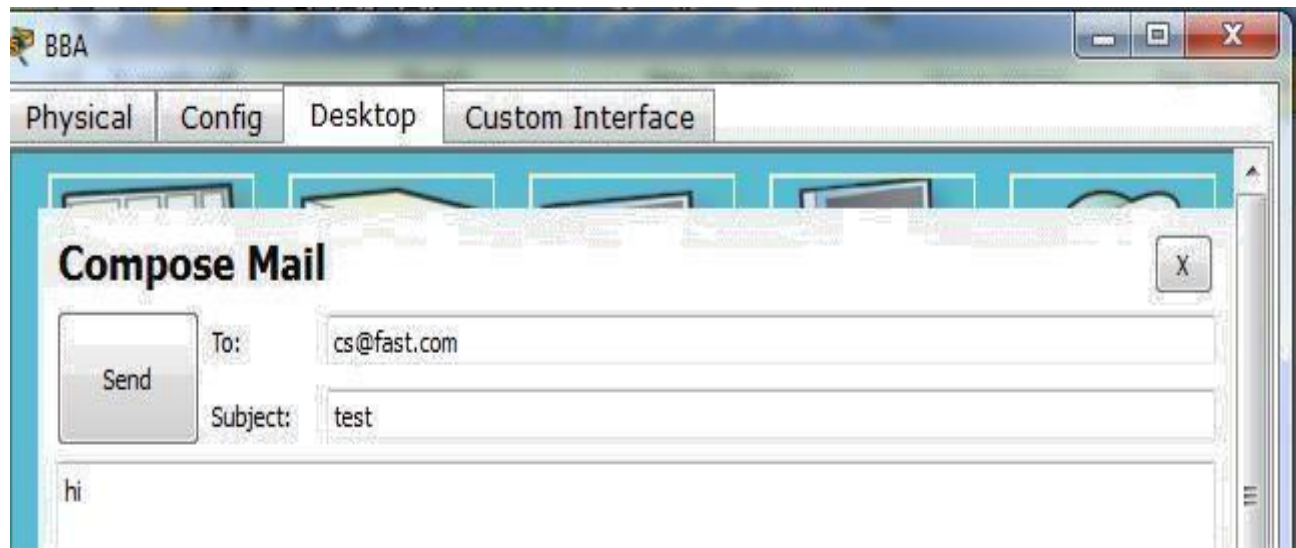 BBA
X
Physical Config Desktop Custom Interface
Compose Mail
X
Send
To: cs@fast.com
Subject: test
hi